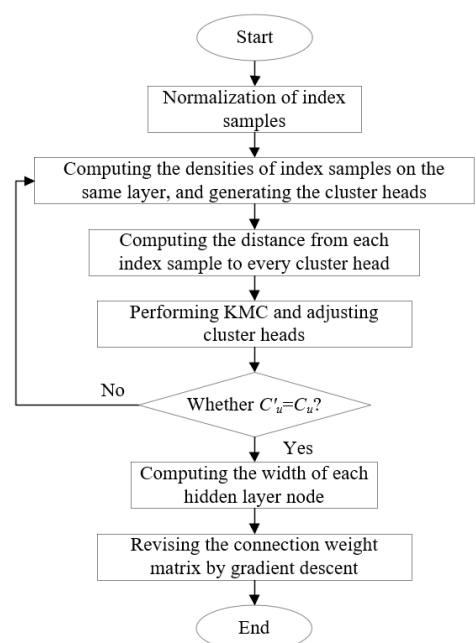 Start
Normalization of index
samples
Computing the densities of index samples on the
same layer, and generating the cluster heads
Computing the distance from each
index sample to every cluster head
Performing KMC and adjusting
cluster heads
No
Whether C'u=Cu?
Yes
Computing the width of each
hidden layer node
Revising the connection weight
matrix by gradient descent
End